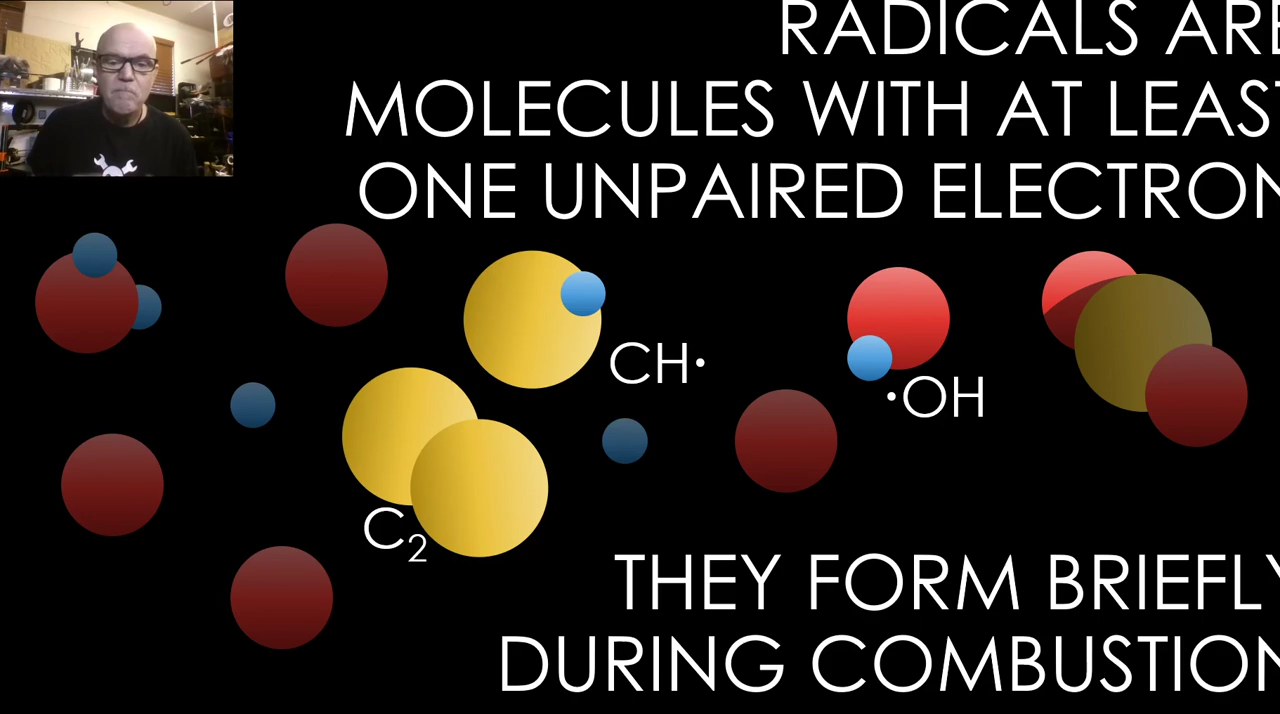 RADICALS ARE
MOLECULES WITH AT LEAST
ONE UNPAIRED ELECTRON
CH·
·OH
C₂
THEY FORM BRIEFLY
DURING COMBUSTION